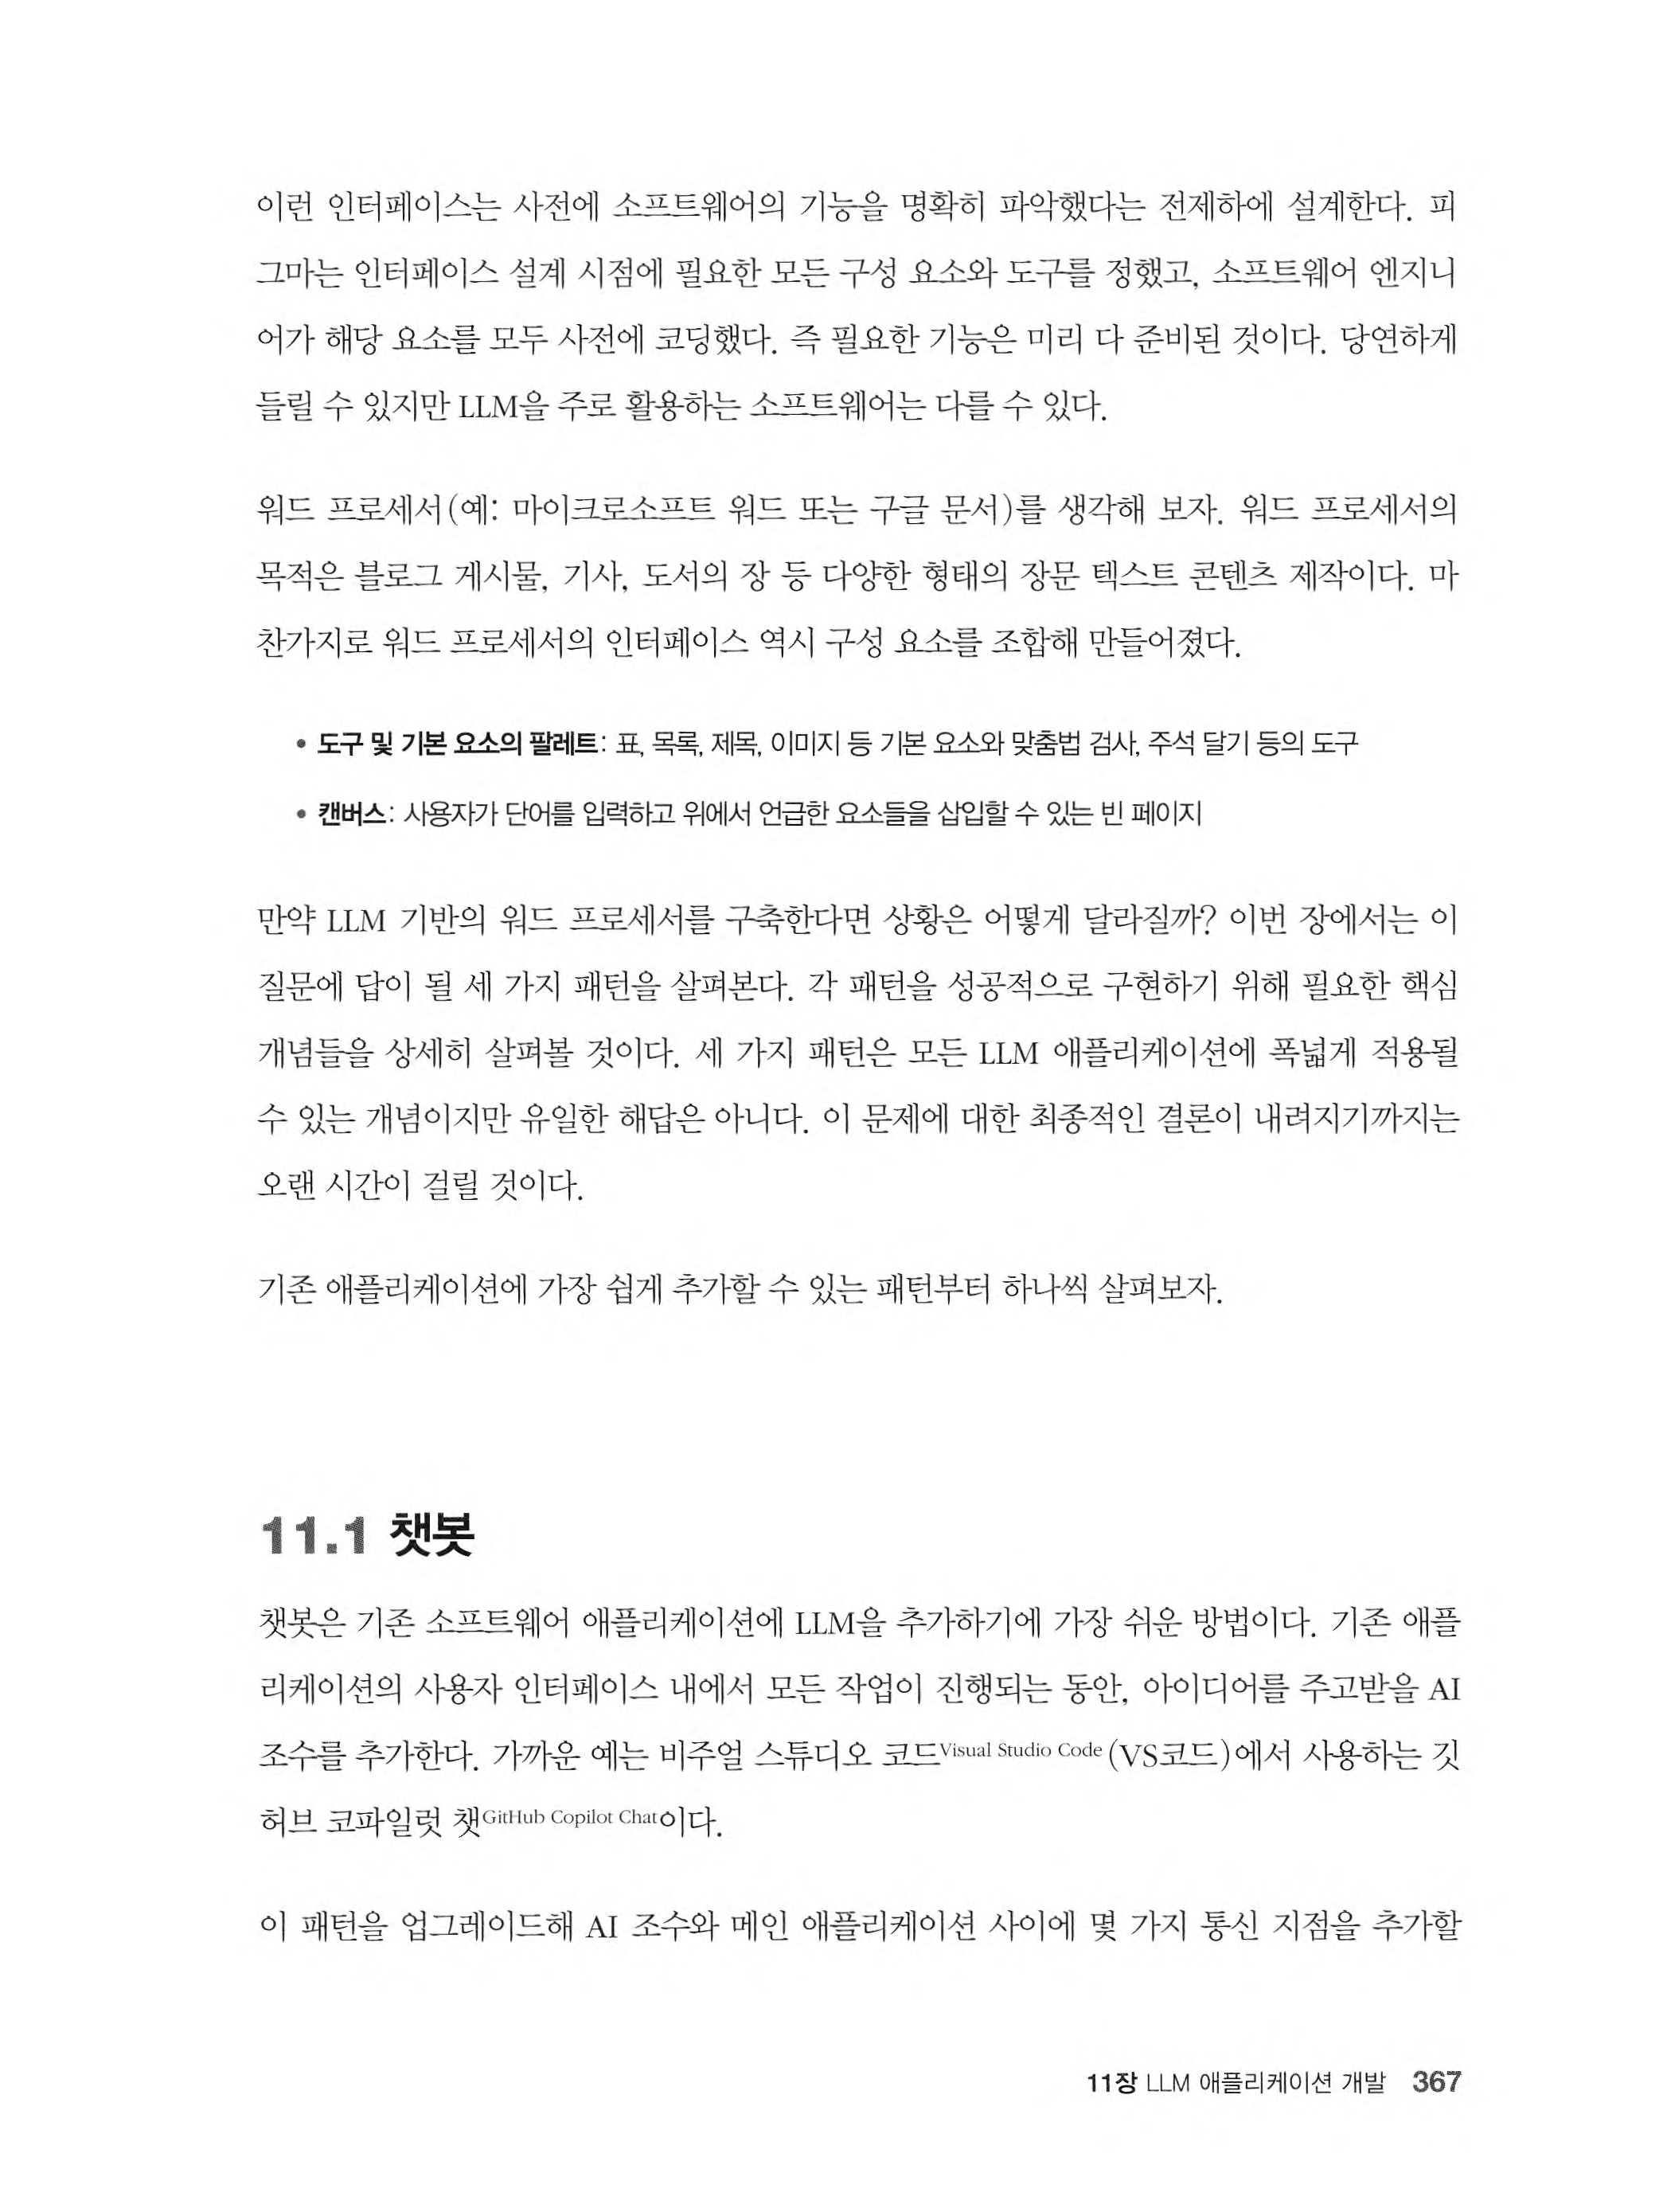 이런 인터페이스는 사전에 소프트웨어의 기능을 명확히 파악했다는 전제하에 설계한다. 피
그마는 인터페이스 설계 시점에 필요한 모든 구성 요소와 도구를 정했고, 소프트웨어 엔지니
어가 해당 요소를 모두 사전에 코딩했다. 즉 필요한 기능은 미리 다 준비된 것이다. 당연하게
들릴 수 있지만 LLM을 주로 활용하는 소프트웨어는 다를 수 있다.
워드 프로세서(예: 마이크로소프트 워드 또는 구글 문서)를 생각해 보자. 워드 프로세서의
목적은 블로그 게시물, 기사, 도서의 장 등 다양한 형태의 장문 텍스트 콘텐츠 제작이다. 마
찬가지로 워드 프로세서의 인터페이스 역시 구성 요소를 조합해 만들어졌다.
• 도구 및 기본 요소의 팔레트: 표, 목록, 제목, 이미지 등 기본 요소와 맞춤법 검사, 주석 달기 등의 도구
• 캔버스: 사용자가 단어를 입력하고 위에서 언급한 요소들을 삽입할 수 있는 빈 페이지
만약 LLM 기반의 워드 프로세서를 구축한다면 상황은 어떻게 달라질까? 이번 장에서는 이
질문에 답이 될 세 가지 패턴을 살펴본다. 각 패턴을 성공적으로 구현하기 위해 필요한 핵심
개념들을 상세히 살펴볼 것이다. 세 가지 패턴은 모든 LLM 애플리케이션에 폭넓게 적용될
수 있는 개념이지만 유일한 해답은 아니다. 이 문제에 대한 최종적인 결론이 내려지기까지는
오랜 시간이 걸릴 것이다.
기존 애플리케이션에 가장 쉽게 추가할 수 있는 패턴부터 하나씩 살펴보자.
11.1 챗봇
챗봇은 기존 소프트웨어 애플리케이션에 LLM을 추가하기에 가장 쉬운 방법이다. 기존 애플
리케이션의 사용자 인터페이스 내에서 모든 작업이 진행되는 동안, 아이디어를 주고받을 AI
조수를 추가한다. 가까운 예는 비주얼 스튜디오 코드Visual Studio Code(VS코드)에서 사용하는 깃
허브 코파일럿 챗GitHub Copilot Chat이다.
이 패턴을 업그레이드해 AI 조수와 메인 애플리케이션 사이에 몇 가지 통신 지점을 추가할
11장 LLM 애플리케이션 개발 367